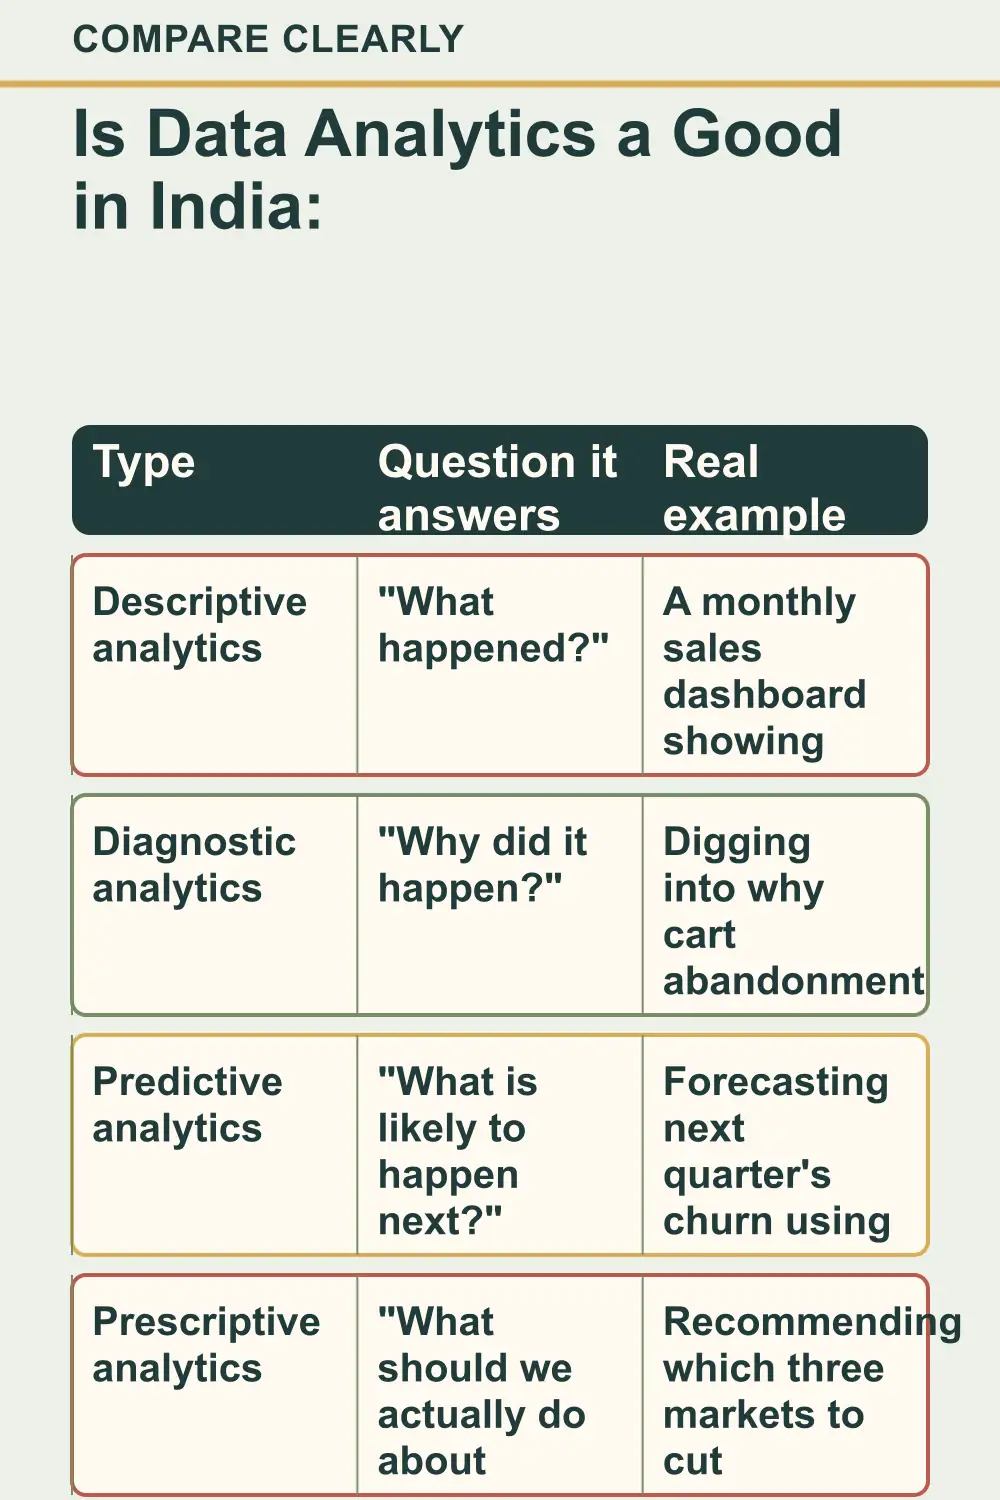 COMPARE CLEARLY
Is Data Analytics a Good
in India:
Type
Question it
answers
Real
example
Descriptive
analytics
"What
happened?"
A monthly
sales
dashboard
showing
Diagnostic
analytics
"Why did it
happen?"
Digging
into why
cart
abandonment
Predictive
analytics
"What is
likely to
happen
next?"
Forecasting
next
quarter's
churn using
Prescriptive
analytics
"What
should we
actually do
about
Recommending
which three
markets to
cut